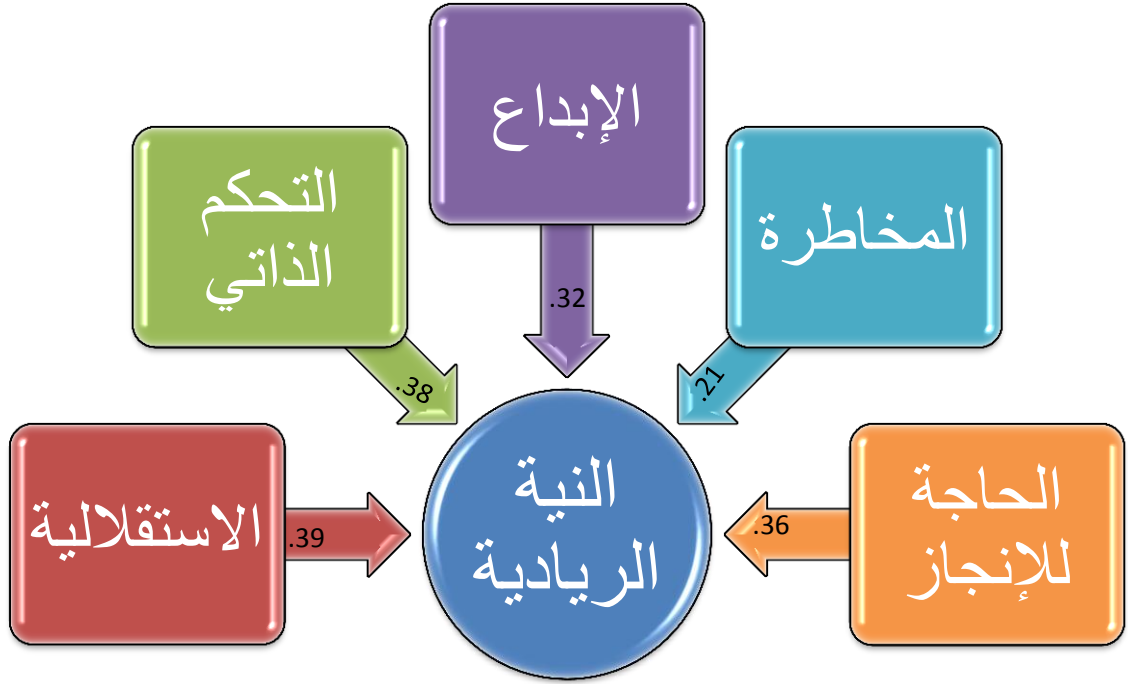 الإبداع
التحكم
الذاتي
المخاطرة
.32
.38
.21
الاستقلالية
.39
النية
الريادية
.36
الحاجة
للإنجاز